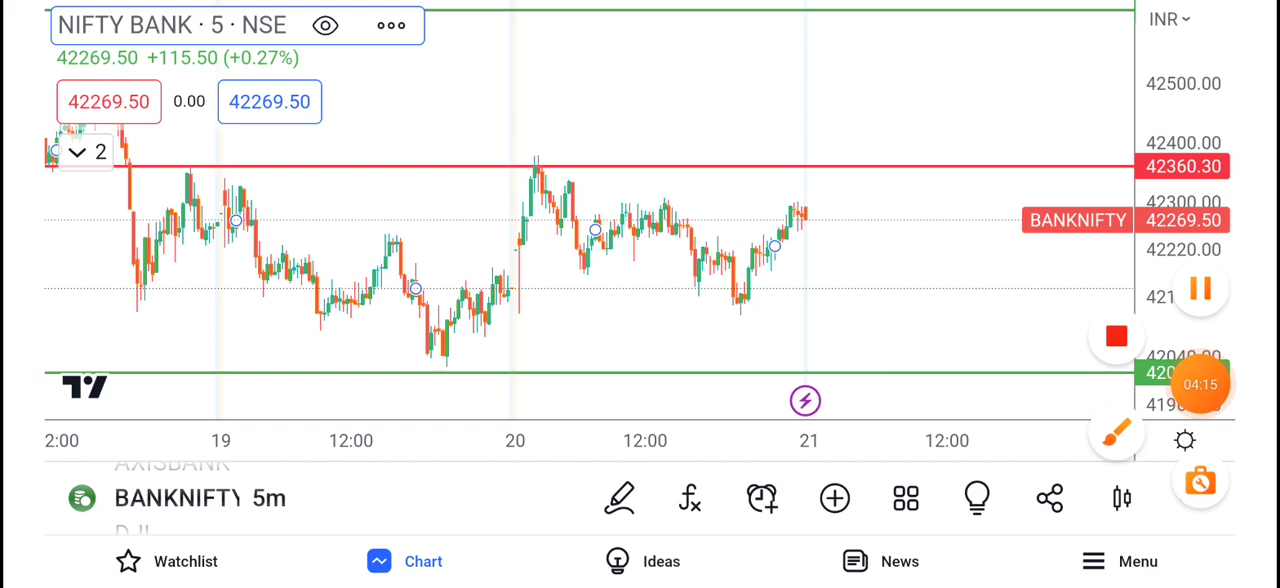 NIFTY BANK · 5 · NSE
INR
42269.50 +115.50 (+0.27%)
42269.50 0.00 42269.50
2
42500.00
42400.00
42360.30
42300.00
BANKNIFTY 42269.50
42220.00
04:15
2:00 19 12:00 20 12:00 21 12:00
AXISBANK
BANKNIFTY 5m
DJI
Watchlist Chart Ideas News Menu